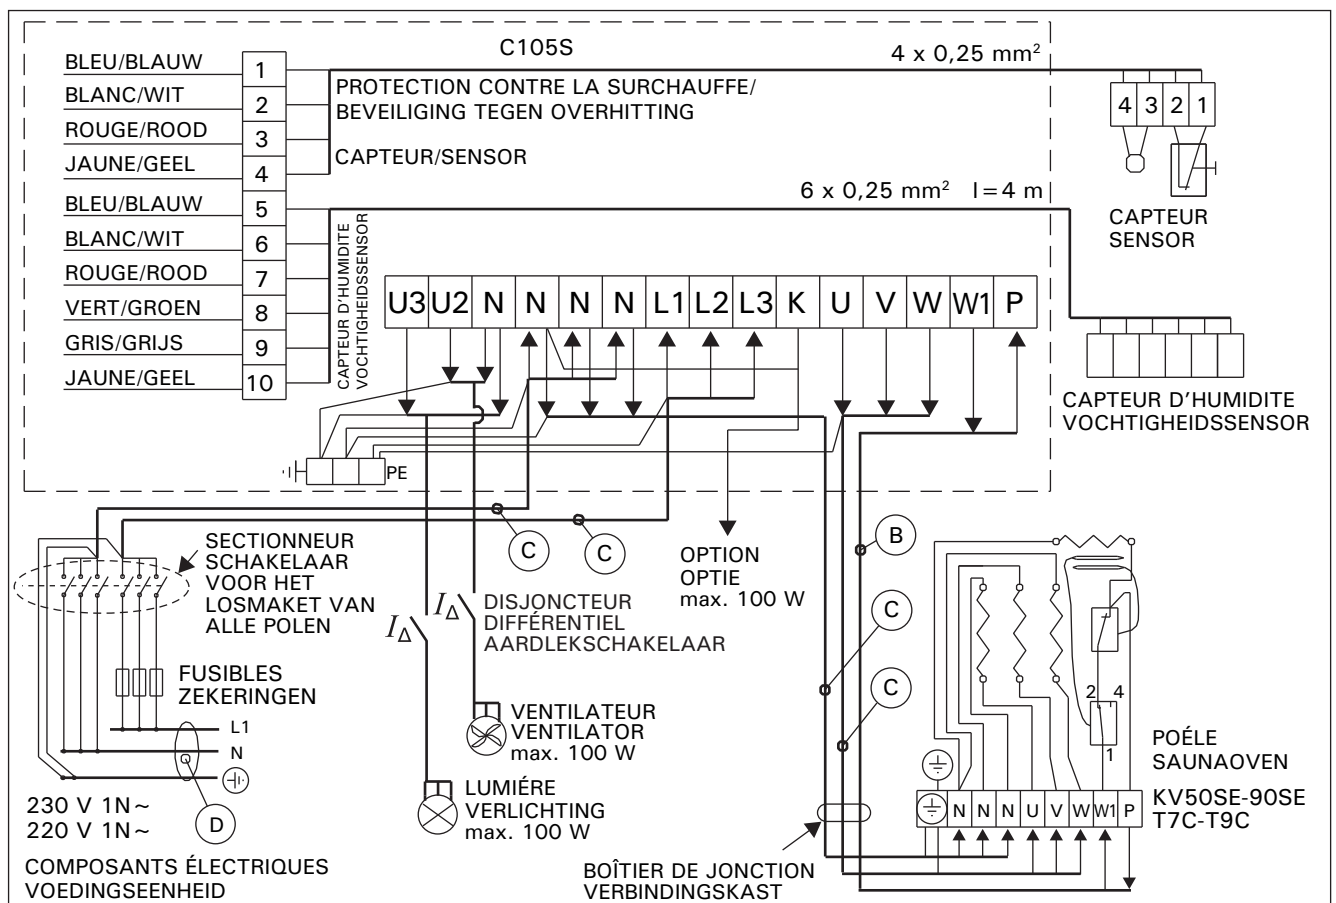 C105S
4 x 0,25 mm²
BLEU/BLAUW 1
BLANC/WIT 2
ROUGE/ROOD 3
JAUNE/GEEL 4
BLEU/BLAUW 5
BLANC/WIT 6
ROUGE/ROOD 7
VERT/GROEN 8
GRIS/GRIJS 9
JAUNE/GEEL 10
PROTECTION CONTRE LA SURCHAUFFE/
BEVEILIGING TEGEN OVERHITTING
CAPTEUR/SENSOR
4 3 2 1
CAPTEUR
SENSOR
6 x 0,25 mm² l=4 m
CAPTEUR D'HUMIDITE
VOCHTIGHEIDSSENSOR
U3 U2 N N N N L1 L2 L3 K U V W W1 P
CAPTEUR D'HUMIDITE
VOCHTIGHEIDSSENSOR
PE
C
C
B
C
C
SECTIONNEUR
SCHAKELAAR
VOOR HET
LOSMAKET VAN
ALLE POLEN
OPTION
OPTIE
max. 100 W
IΔ
IΔ
DISJONCTEUR
DIFFÉRENTIEL
AARDLEKSCHAKELAAR
FUSIBLES
ZEKERINGEN
L1
N
D
230 V 1N~
220 V 1N~
COMPOSANTS ÉLECTRIQUES
VOEDINGSEENHEID
VENTILATEUR
VENTILATOR
max. 100 W
LUMIÉRE
VERLICHTING
max. 100 W
BOÎTIER DE JONCTION
VERBINDINGSKAST
2 4
1
POÉLE
SAUNAOVEN
KV50SE-90SE
T7C-T9C
N N N U V W W1 P